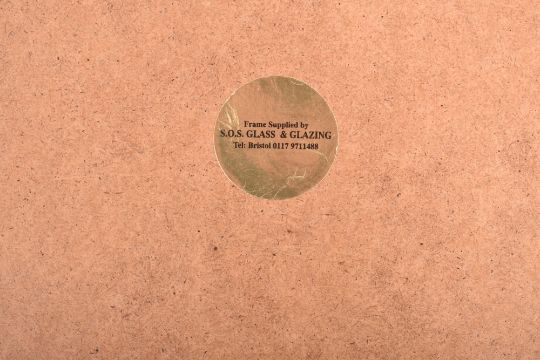 Frame Supplied by
S.O.S. GLASS & GLAZING
Tel: Bristol 0117 9711488